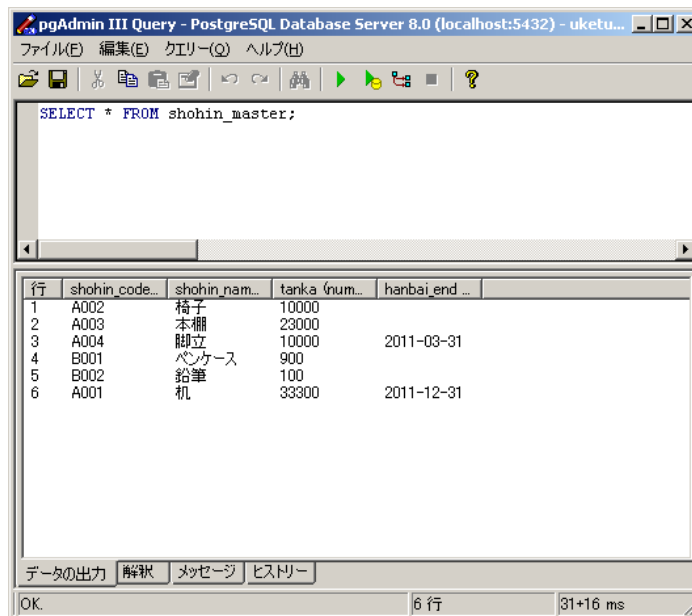 pgAdmin III Query - PostgreSQL Database Server 8.0 (localhost:5432) - uketu...
ファイル(F) 編集(E) クエリー(Q) ヘルプ(H)
SELECT * FROM shohin_master;
行 shohin_code... shohin_nam... tanka (num... hanbai_end ...
1 A002 椅子 10000
2 A003 本棚 23000
3 A004 脚立 10000 2011-03-31
4 B001 ペンケース 900
5 B002 鉛筆 100
6 A001 机 33300 2011-12-31
データの出力 解釈 メッセージ ヒストリー
OK. 6 行 31+16 ms